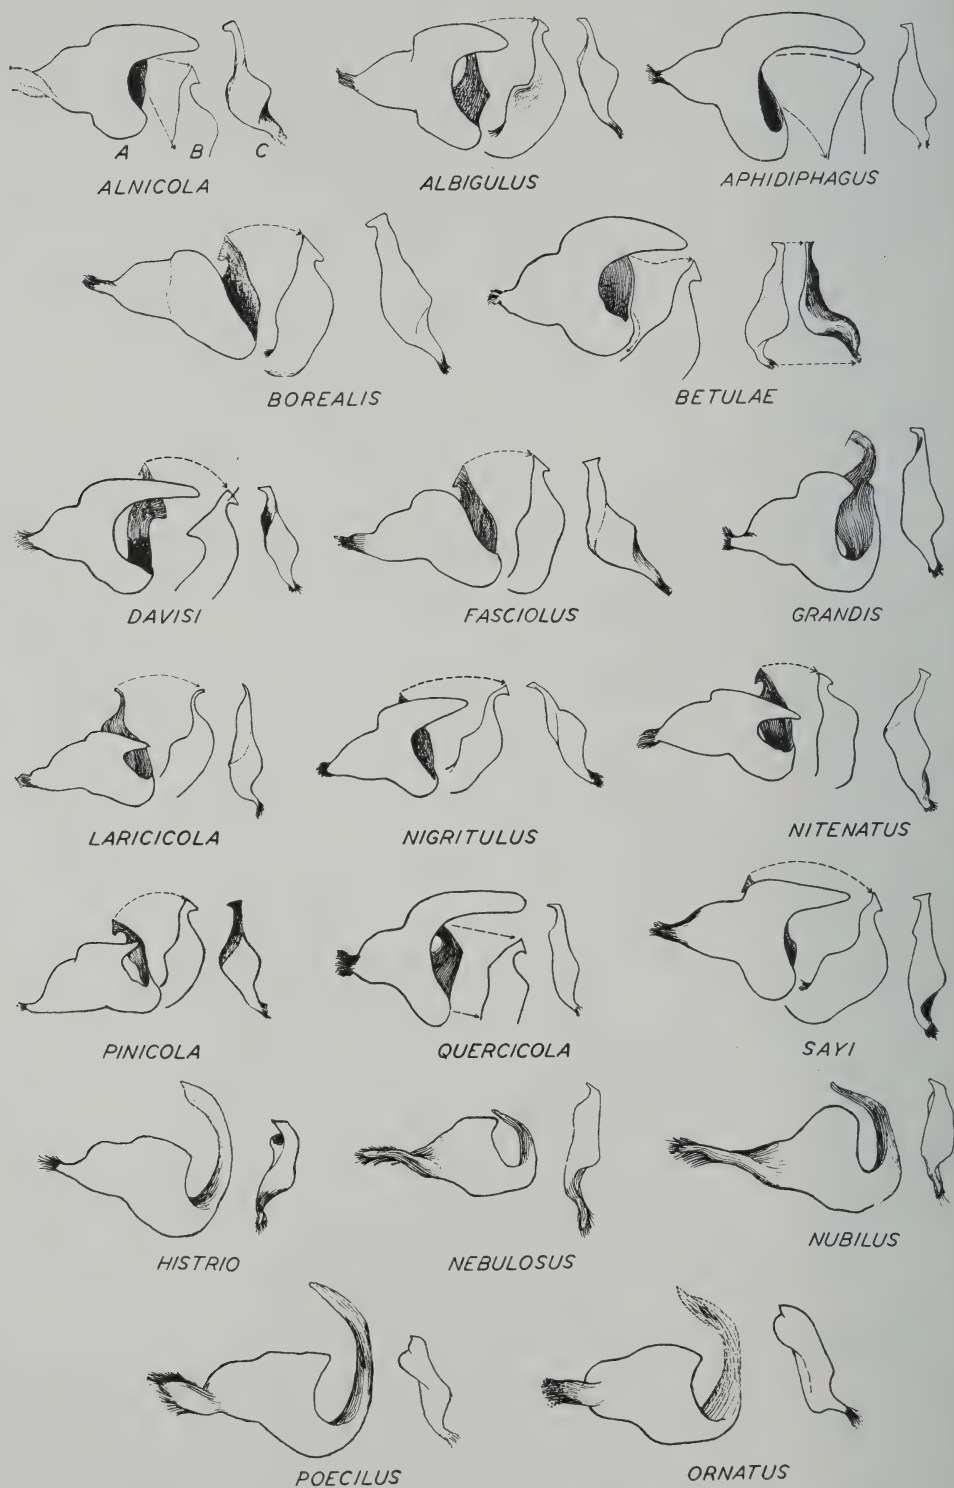 A B C
ALNICOLA
ALBIGULUS
APHIDIPHAGUS
BOREALIS
BETULAE
DAVISI
FASCIOLUS
GRANDIS
LARICICOLA
NIGRITULUS
NITENATUS
PINICOLA
QUERCICOLA
SAYI
HISTRIO
NEBULOSUS
NUBILUS
POECILUS
ORNATUS